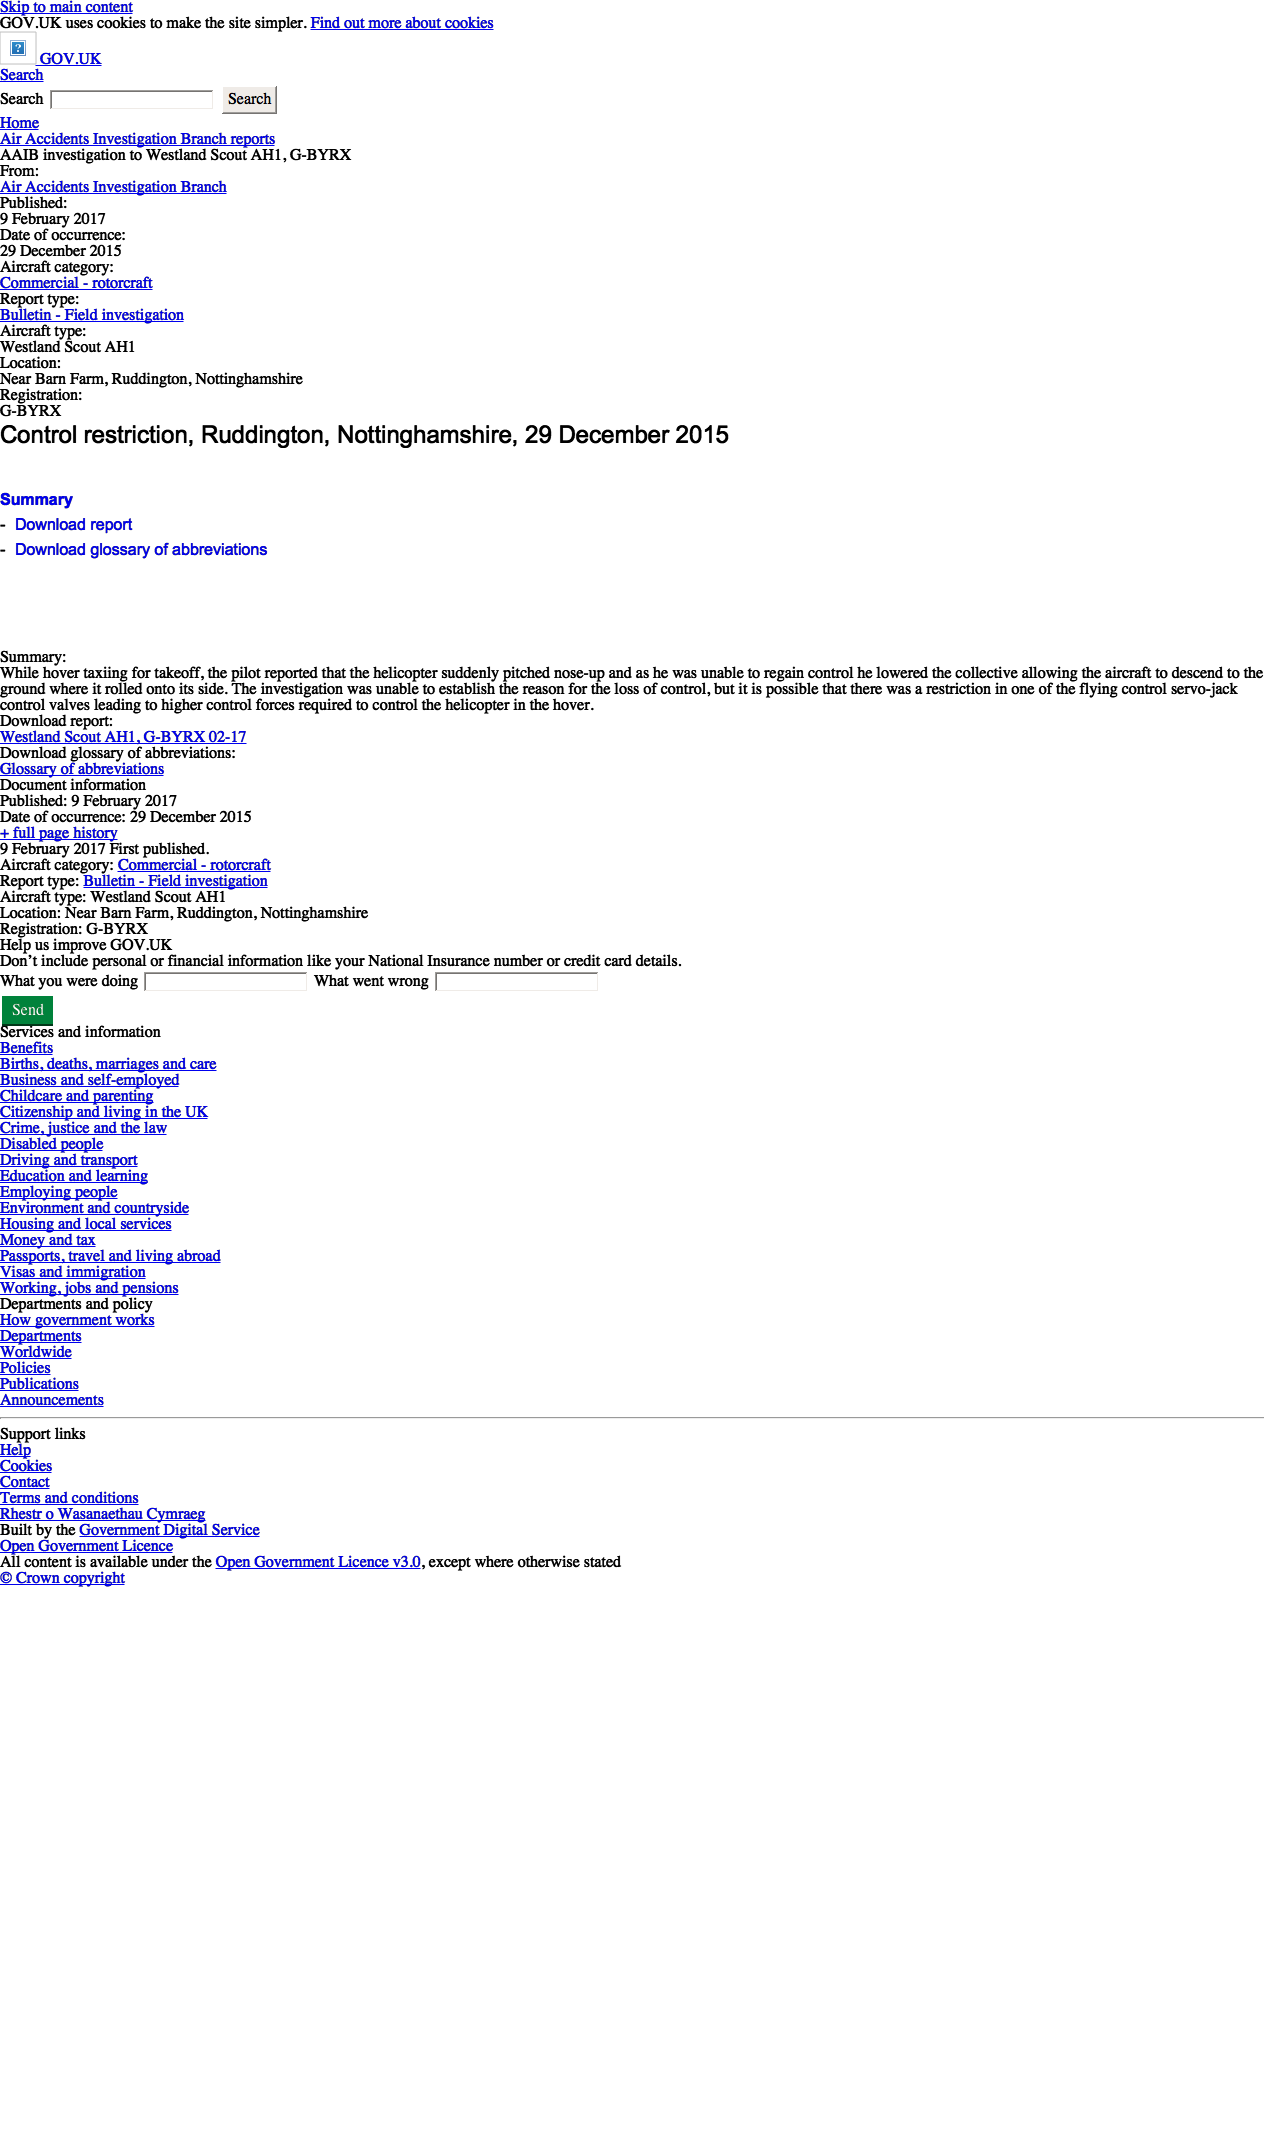 Skip to main content
GOV.UK uses cookies to make the site simpler. Find out more about cookies
GOV.UK
Search
Search Search
Home
Air Accidents Investigation Branch reports
AAIB investigation to Westland Scout AH1, G-BYRX
From:
Air Accidents Investigation Branch
Published:
9 February 2017
Date of occurrence:
29 December 2015
Aircraft category:
Commercial - rotorcraft
Report type:
Bulletin - Field investigation
Aircraft type:
Westland Scout AH1
Location:
Near Barn Farm, Ruddington, Nottinghamshire
Registration:
G-BYRX
Control restriction, Ruddington, Nottinghamshire, 29 December 2015
Summary
- Download report
- Download glossary of abbreviations
Summary:
While hover taxiing for takeoff, the pilot reported that the helicopter suddenly pitched nose-up and as he was unable to regain control he lowered the collective allowing the aircraft to descend to the
ground where it rolled onto its side. The investigation was unable to establish the reason for the loss of control, but it is possible that there was a restriction in one of the flying control servo-jack
control valves leading to higher control forces required to control the helicopter in the hover.
Download report:
Westland Scout AH1, G-BYRX 02-17
Download glossary of abbreviations:
Glossary of abbreviations
Document information
Published: 9 February 2017
Date of occurrence: 29 December 2015
+ full page history
9 February 2017 First published.
Aircraft category: Commercial - rotorcraft
Report type: Bulletin - Field investigation
Aircraft type: Westland Scout AH1
Location: Near Barn Farm, Ruddington, Nottinghamshire
Registration: G-BYRX
Help us improve GOV.UK
Don’t include personal or financial information like your National Insurance number or credit card details.
What you were doing What went wrong
Send
Services and information
Benefits
Births, deaths, marriages and care
Business and self-employed
Childcare and parenting
Citizenship and living in the UK
Crime, justice and the law
Disabled people
Driving and transport
Education and learning
Employing people
Environment and countryside
Housing and local services
Money and tax
Passports, travel and living abroad
Visas and immigration
Working, jobs and pensions
Departments and policy
How government works
Departments
Worldwide
Policies
Publications
Announcements
Support links
Help
Cookies
Contact
Terms and conditions
Rhestr o Wasanaethau Cymraeg
Built by the Government Digital Service
Open Government Licence
All content is available under the Open Government Licence v3.0, except where otherwise stated
© Crown copyright